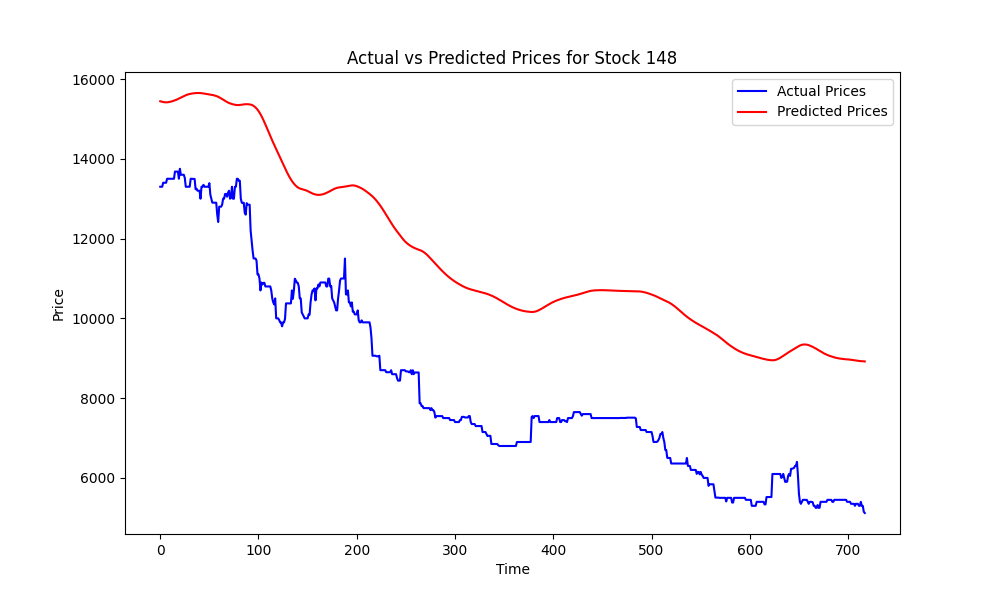 Actual vs Predicted Prices for Stock 148
Actual Prices
Predicted Prices
Price
16000
14000
12000
10000
8000
6000
0 100 200 300 400 500 600 700
Time